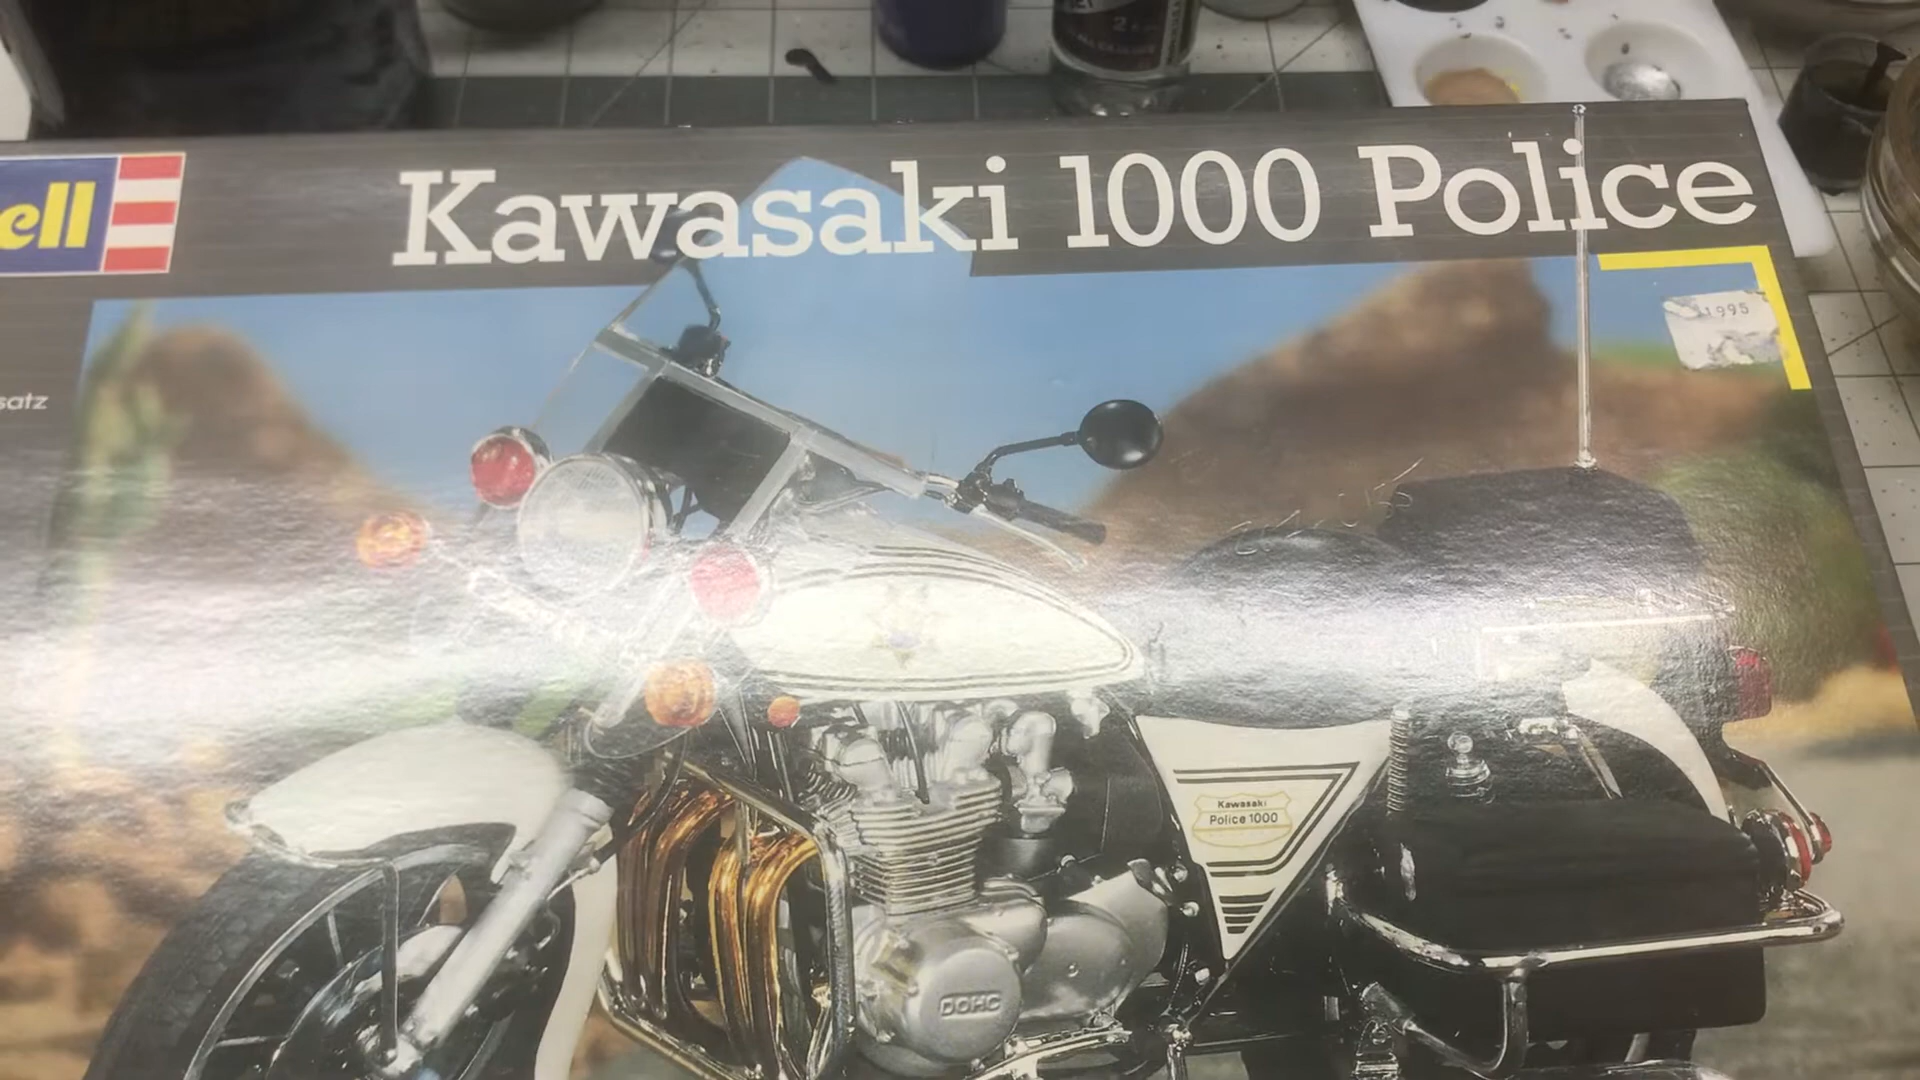 ell
Kawasaki 1000 Police
1995
satz
Kawasaki
Police 1000
DOHC